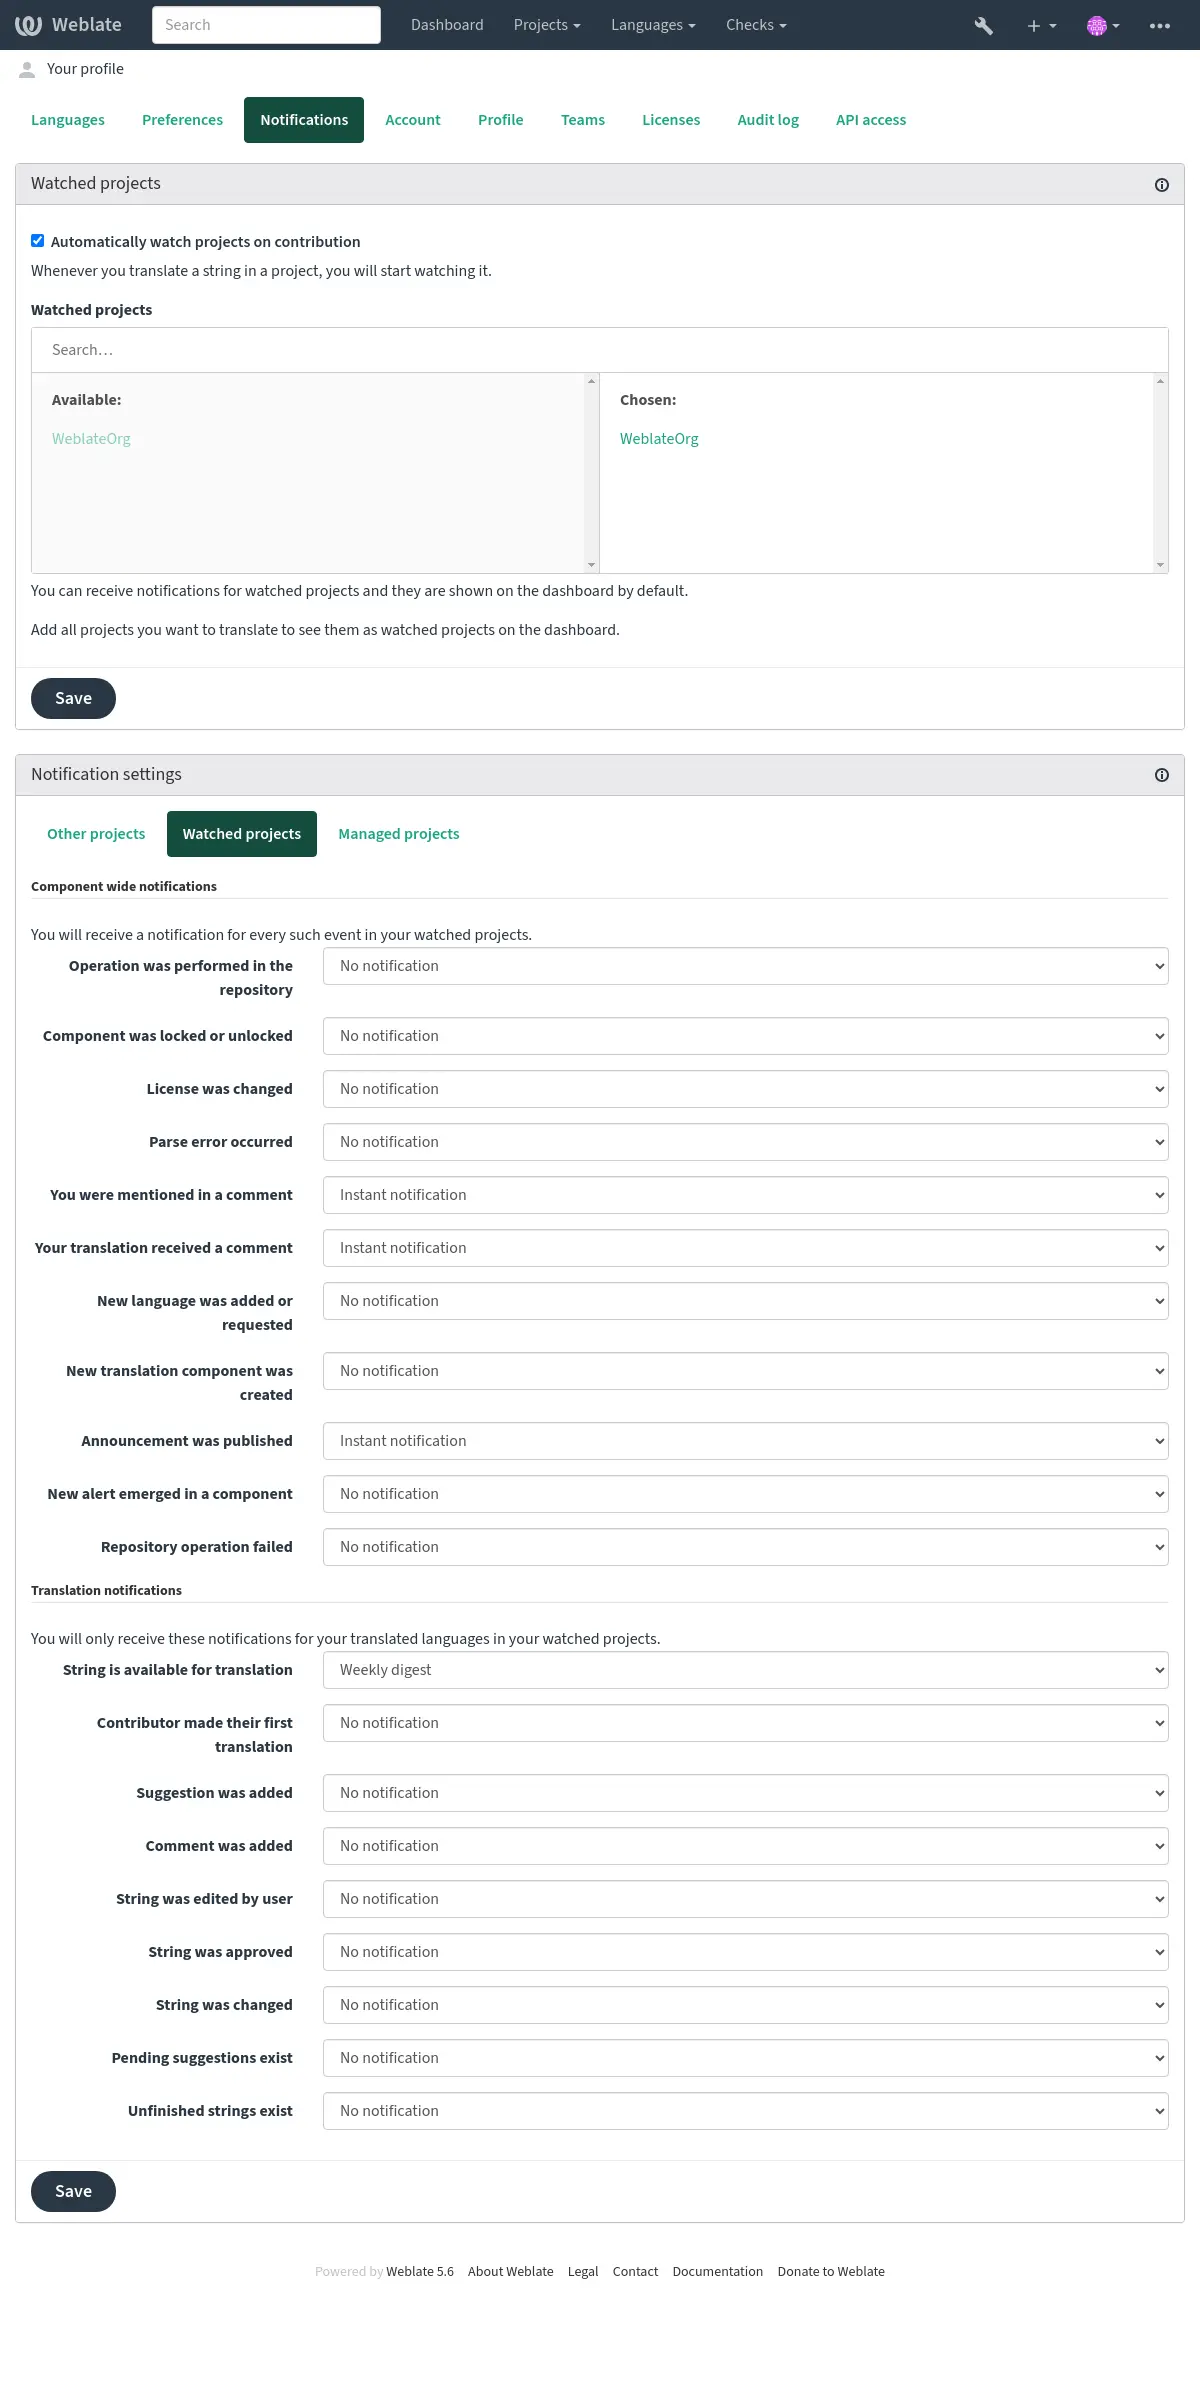 Weblate Search Dashboard Projects Languages Checks
Your profile
Languages Preferences Notifications Account Profile Teams Licenses Audit log API access
Watched projects
Automatically watch projects on contribution
Whenever you translate a string in a project, you will start watching it.
Watched projects
Search…
Available: Chosen:
WeblateOrg WeblateOrg
You can receive notifications for watched projects and they are shown on the dashboard by default.
Add all projects you want to translate to see them as watched projects on the dashboard.
Save
Notification settings
Other projects Watched projects Managed projects
Component wide notifications
You will receive a notification for every such event in your watched projects.
Operation was performed in the No notification
repository
Component was locked or unlocked No notification
License was changed No notification
Parse error occurred No notification
You were mentioned in a comment Instant notification
Your translation received a comment Instant notification
New language was added or No notification
requested
New translation component was No notification
created
Announcement was published Instant notification
New alert emerged in a component No notification
Repository operation failed No notification
Translation notifications
You will only receive these notifications for your translated languages in your watched projects.
String is available for translation Weekly digest
Contributor made their first No notification
translation
Suggestion was added No notification
Comment was added No notification
String was edited by user No notification
String was approved No notification
String was changed No notification
Pending suggestions exist No notification
Unfinished strings exist No notification
Save
Powered by Weblate 5.6 About Weblate Legal Contact Documentation Donate to Weblate